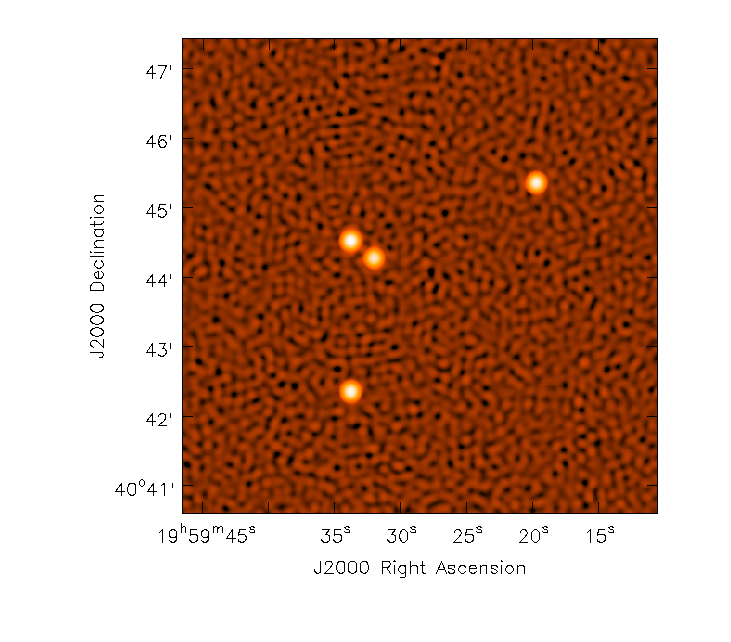 47'
46'
45'
44'
43'
42'
40°41'
J2000 Declination
19ʰ59ᵐ45ˢ 35ˢ 30ˢ 25ˢ 20ˢ 15ˢ
J2000 Right Ascension